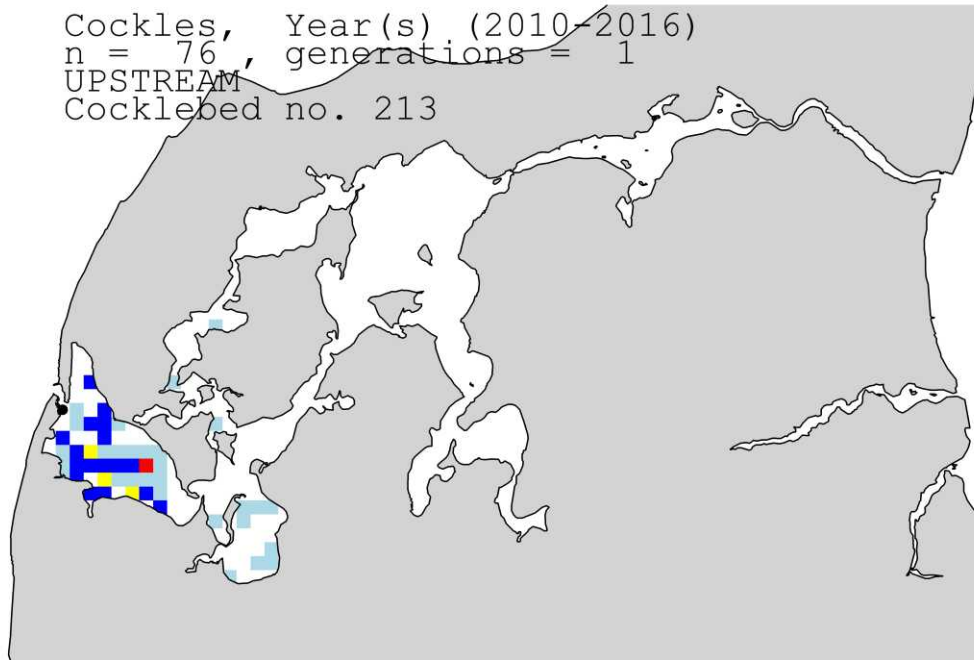 Cockles, Year(s) (2010-2016)
n = 76, generations = 1
UPSTREAM
Cocklebed no. 213